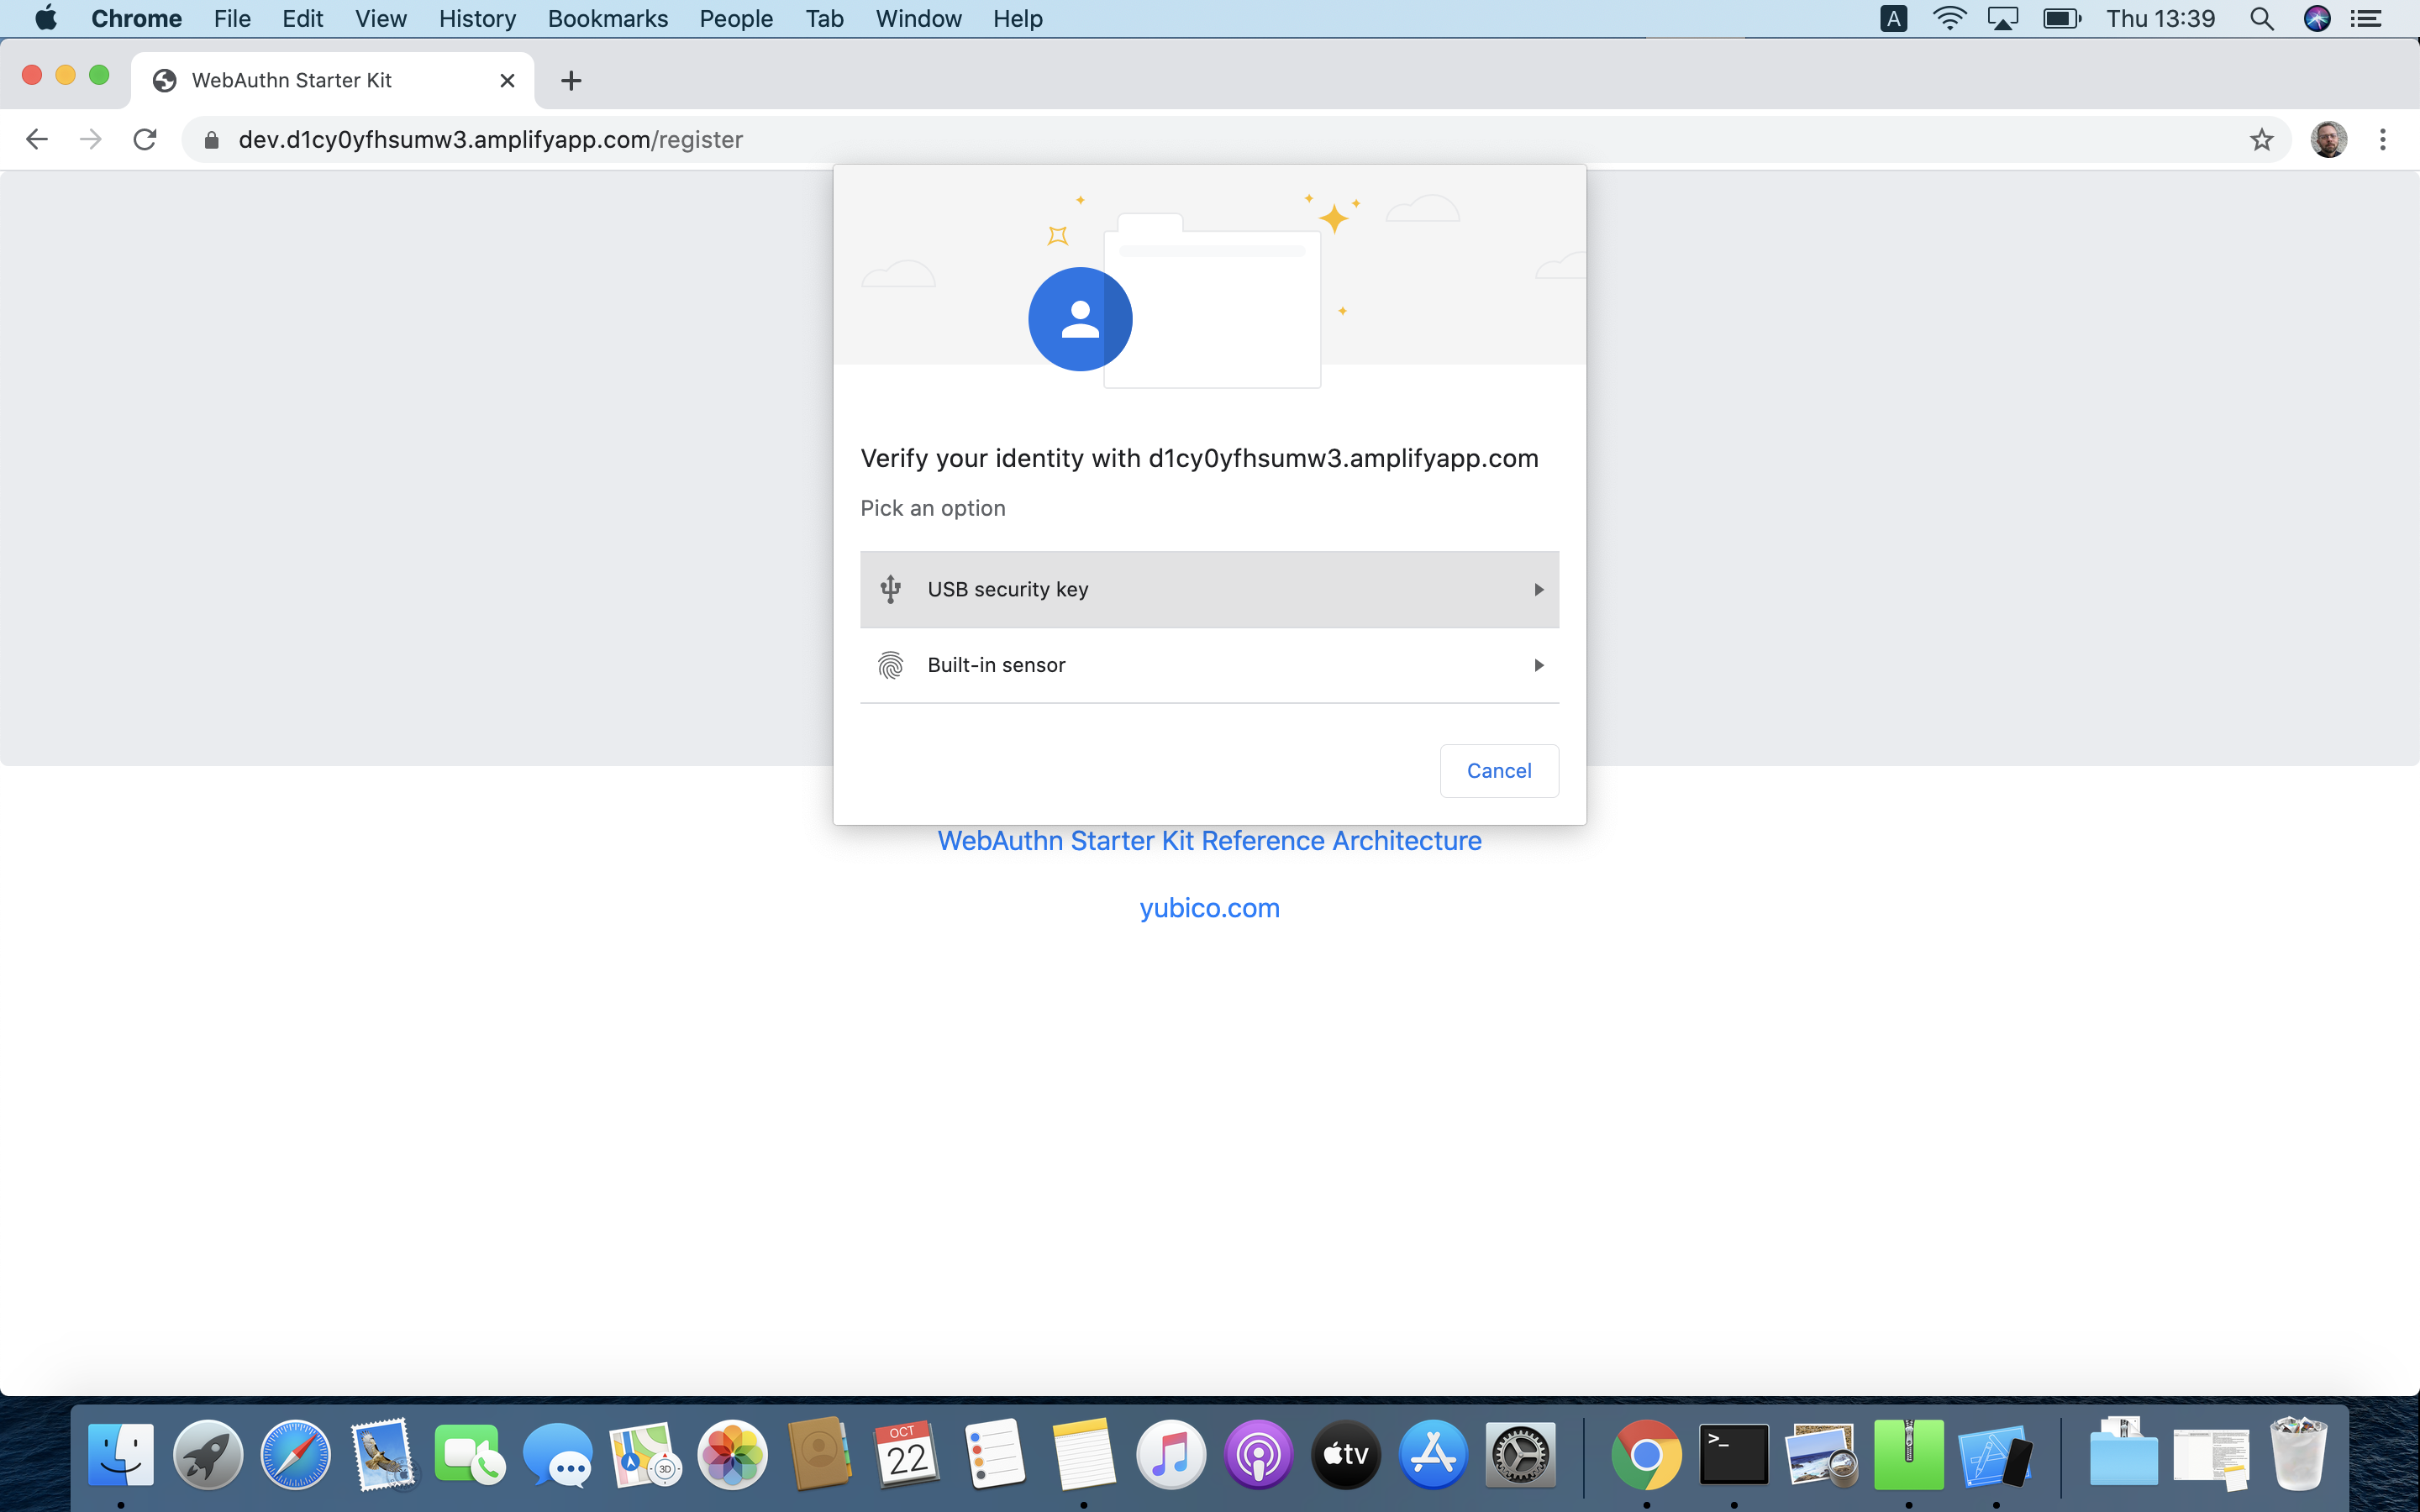 Chrome File Edit View History Bookmarks People Tab Window Help A Thu 13:39
WebAuthn Starter Kit
dev.d1cy0yfhsumw3.amplifyapp.com/register
Verify your identity with d1cy0yfhsumw3.amplifyapp.com
Pick an option
USB security key
Built-in sensor
Cancel
WebAuthn Starter Kit Reference Architecture
yubico.com
OCT
22
3D
tv
>_